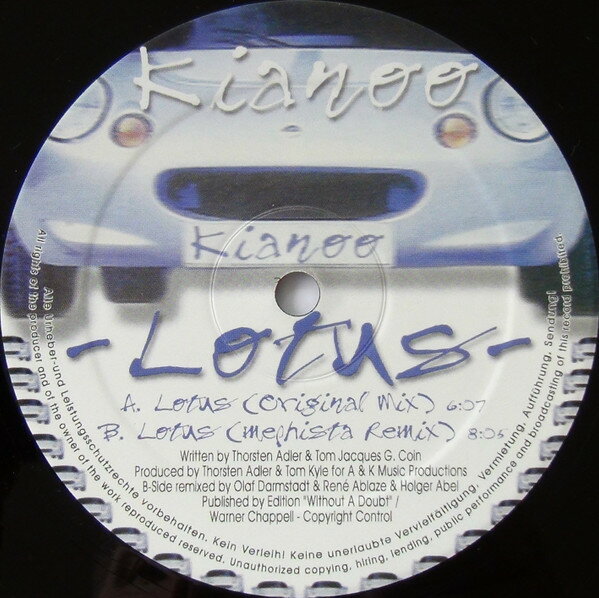 Kianoo
Kianoo
- Lotus -
A. Lotus (Original Mix) 6:07
B. Lotus (Mephista Remix) 8:05
Written by Thorsten Adler & Tom Jacques G. Coin
Produced by Thorsten Adler & Tom Kyle for A & K Music Productions
B-Side remixed by Olaf Darmstadt & René Ablaze & Holger Abel
Published by Edition "Without A Doubt" /
Warner Chappell - Copyright Control
Alle Urheber-und Leistungsschutzrechte vorbehalten. Kein Verleih! Keine unerlaubte Vervielfältigung, Vermietung, Aufführung, Sendung!
All rights of the producer and of the owner of the work reproduced reserved. Unauthorized copying, hiring, lending, public performance and broadcasting of this record prohibited.